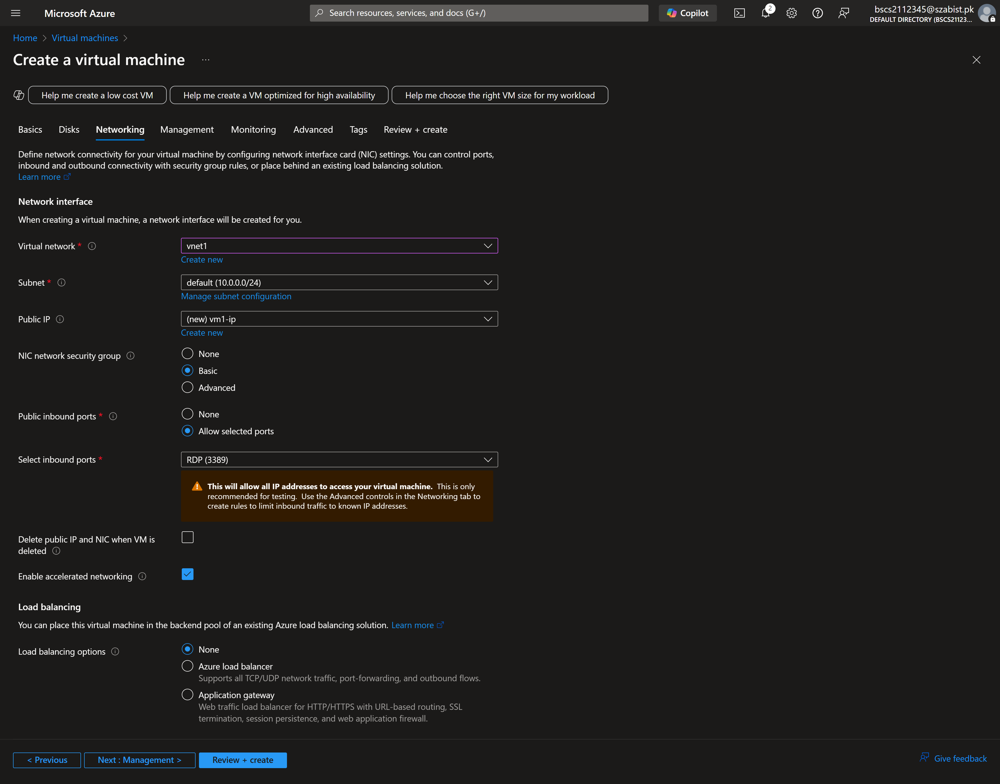 Microsoft Azure
Search resources, services, and docs (G+/)
Copilot
2
bscs2112345@szabist.pk
DEFAULT DIRECTORY (BSCS21123...
Home > Virtual machines >
Create a virtual machine ...
Help me create a low cost VM
Help me create a VM optimized for high availability
Help me choose the right VM size for my workload
Basics Disks Networking Management Monitoring Advanced Tags Review + create
Define network connectivity for your virtual machine by configuring network interface card (NIC) settings. You can control ports,
inbound and outbound connectivity with security group rules, or place behind an existing load balancing solution.
Learn more
Network interface
When creating a virtual machine, a network interface will be created for you.
Virtual network *
vnet1
Create new
Subnet *
default (10.0.0.0/24)
Manage subnet configuration
Public IP
(new) vm1-ip
Create new
NIC network security group
None
Basic
Advanced
Public inbound ports *
None
Allow selected ports
Select inbound ports *
RDP (3389)
This will allow all IP addresses to access your virtual machine. This is only
recommended for testing. Use the Advanced controls in the Networking tab to
create rules to limit inbound traffic to known IP addresses.
Delete public IP and NIC when VM is
deleted
Enable accelerated networking
Load balancing
You can place this virtual machine in the backend pool of an existing Azure load balancing solution. Learn more
Load balancing options
None
Azure load balancer
Supports all TCP/UDP network traffic, port-forwarding, and outbound flows.
Application gateway
Web traffic load balancer for HTTP/HTTPS with URL-based routing, SSL
termination, session persistence, and web application firewall.
< Previous
Next : Management >
Review + create
Give feedback